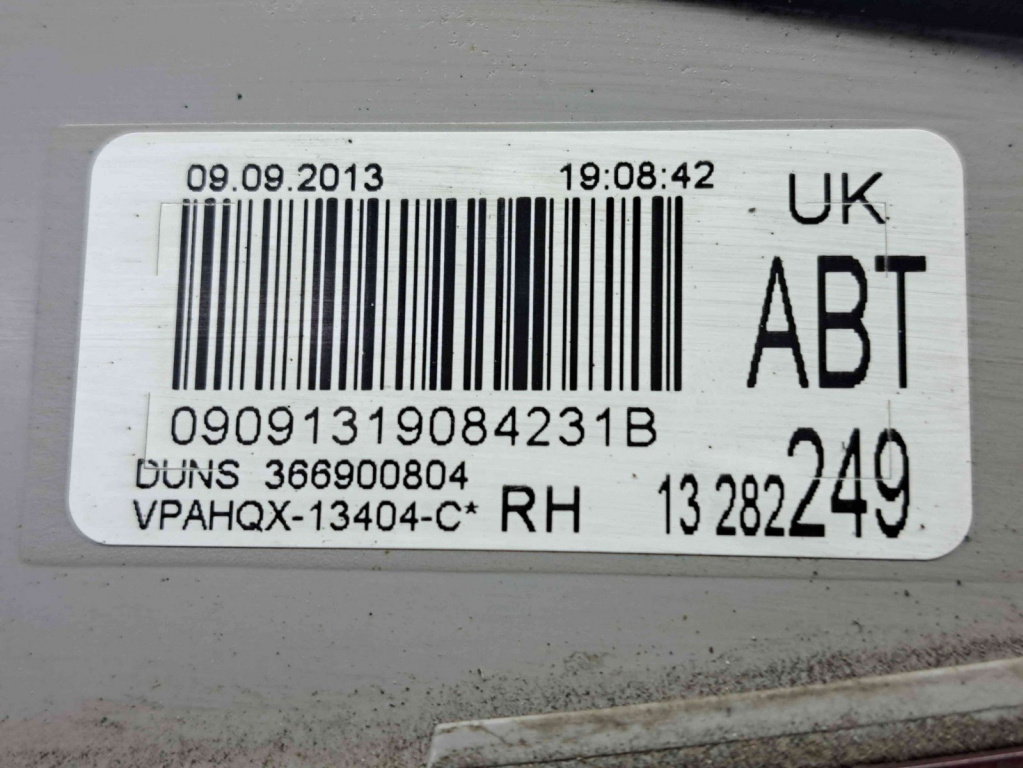 09.09.2013 19:08:42
UK
ABT
09091319084231B
DUNS 366900804
VPAHQX-13404-C* RH 13 282 249